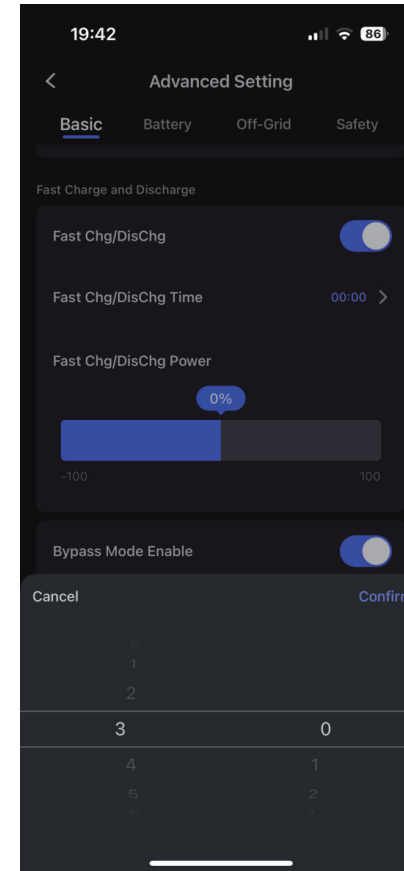 19:42 86
Advanced Setting
Basic Battery Off-Grid Safety
Fast Charge and Discharge
Fast Chg/DisChg
Fast Chg/DisChg Time 00:00
Fast Chg/DisChg Power
0%
-100 100
Bypass Mode Enable
Cancel Confirm
0
1
2
3 0
4 1
5 2